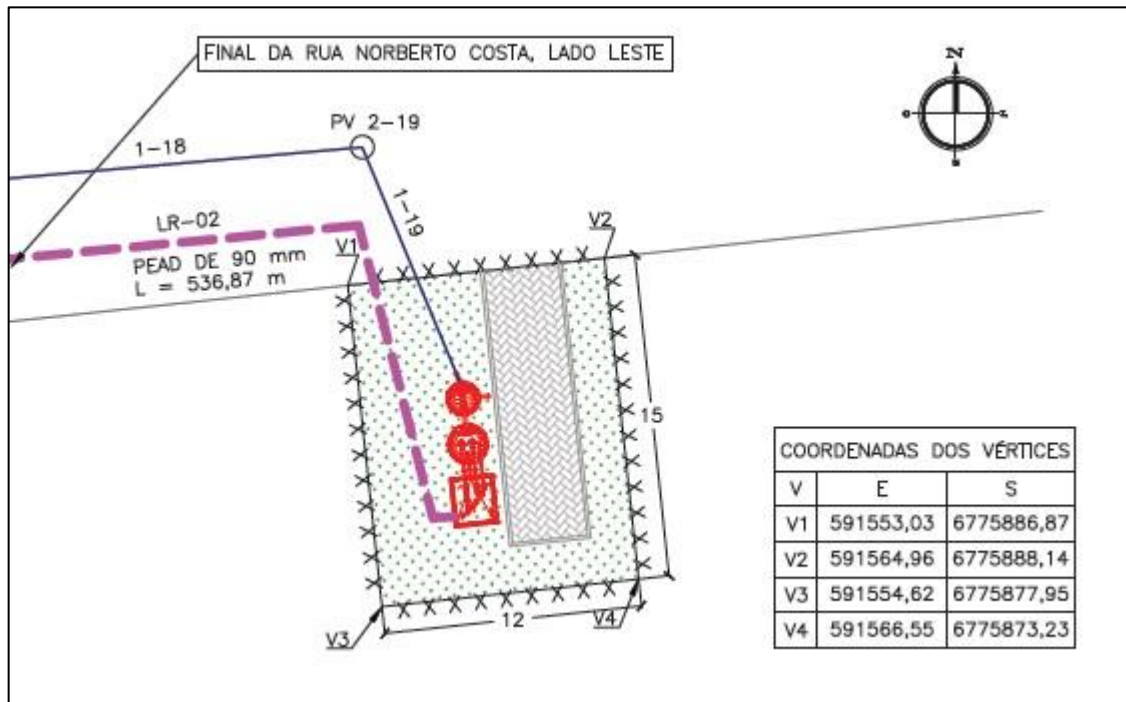 FINAL DA RUA NORBERTO COSTA, LADO LESTE
PV 2-19
1-18
1-19
LR-02
PEAD DE 90 mm
L = 536,87 m
V1
V2
15
12
V3
V4
COORDENADAS DOS VÉRTICES
V E S
V1 591553,03 6775886,87
V2 591564,96 6775888,14
V3 591554,62 6775877,95
V4 591566,55 6775873,23